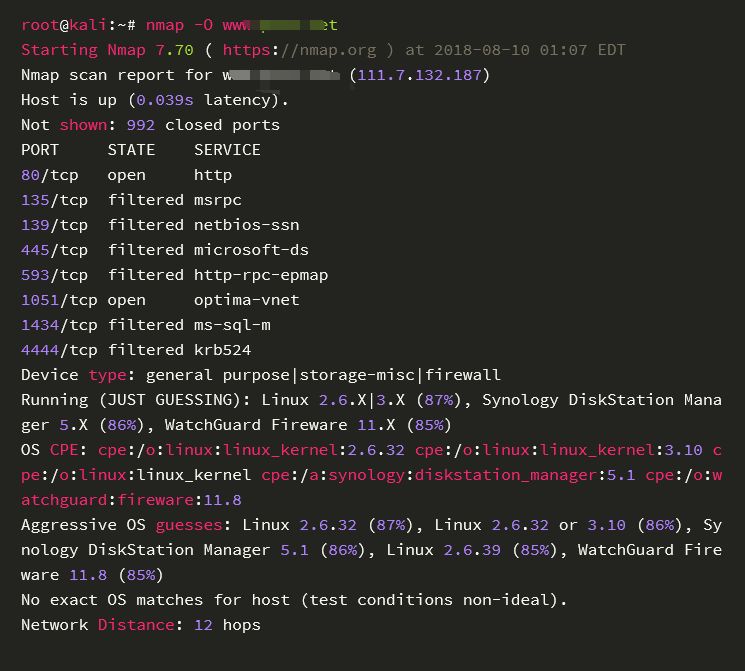 root@kali:~# nmap -O www et
Starting Nmap 7.70 ( https://nmap.org ) at 2018-08-10 01:07 EDT
Nmap scan report for w (111.7.132.187)
Host is up (0.039s latency).
Not shown: 992 closed ports
PORT     STATE    SERVICE
80/tcp   open     http
135/tcp  filtered msrpc
139/tcp  filtered netbios-ssn
445/tcp  filtered microsoft-ds
593/tcp  filtered http-rpc-epmap
1051/tcp open     optima-vnet
1434/tcp filtered ms-sql-m
4444/tcp filtered krb524
Device type: general purpose|storage-misc|firewall
Running (JUST GUESSING): Linux 2.6.X|3.X (87%), Synology DiskStation Mana
ger 5.X (86%), WatchGuard Fireware 11.X (85%)
OS CPE: cpe:/o:linux:linux_kernel:2.6.32 cpe:/o:linux:linux_kernel:3.10 c
pe:/o:linux:linux_kernel cpe:/a:synology:diskstation_manager:5.1 cpe:/o:w
atchguard:fireware:11.8
Aggressive OS guesses: Linux 2.6.32 (87%), Linux 2.6.32 or 3.10 (86%), Sy
nology DiskStation Manager 5.1 (86%), Linux 2.6.39 (85%), WatchGuard Fire
ware 11.8 (85%)
No exact OS matches for host (test conditions non-ideal).
Network Distance: 12 hops